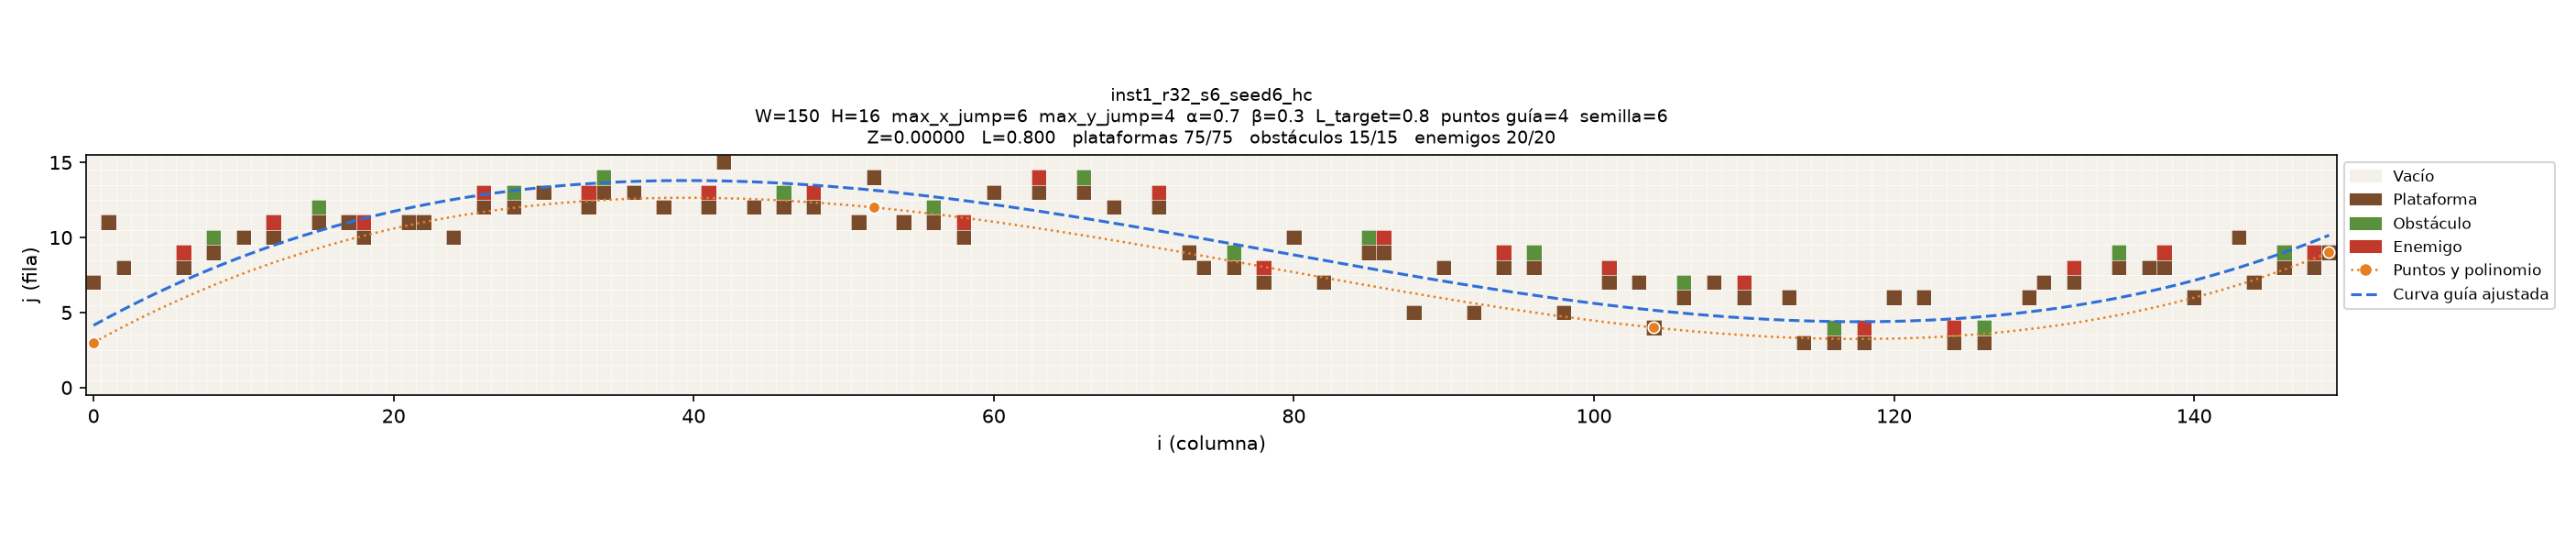 inst1_r32_s6_seed6_hc
W=150 H=16 max_x_jump=6 max_y_jump=4 α=0.7 β=0.3 L_target=0.8 puntos guía=4 semilla=6
Z=0.00000 L=0.800 plataformas 75/75 obstáculos 15/15 enemigos 20/20
15
10
5
0
j (fila)
0 20 40 60 80 100 120 140
i (columna)
Vacío
Plataforma
Obstáculo
Enemigo
Puntos y polinomio
Curva guía ajustada